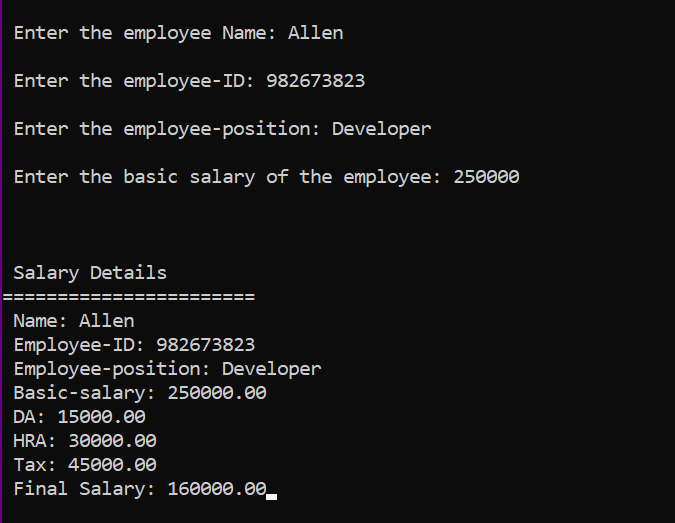 Enter the employee Name: Allen
Enter the employee-ID: 982673823
Enter the employee-position: Developer
Enter the basic salary of the employee: 250000
Salary Details
=======================
Name: Allen
Employee-ID: 982673823
Employee-position: Developer
Basic-salary: 250000.00
DA: 15000.00
HRA: 30000.00
Tax: 45000.00
Final Salary: 160000.00